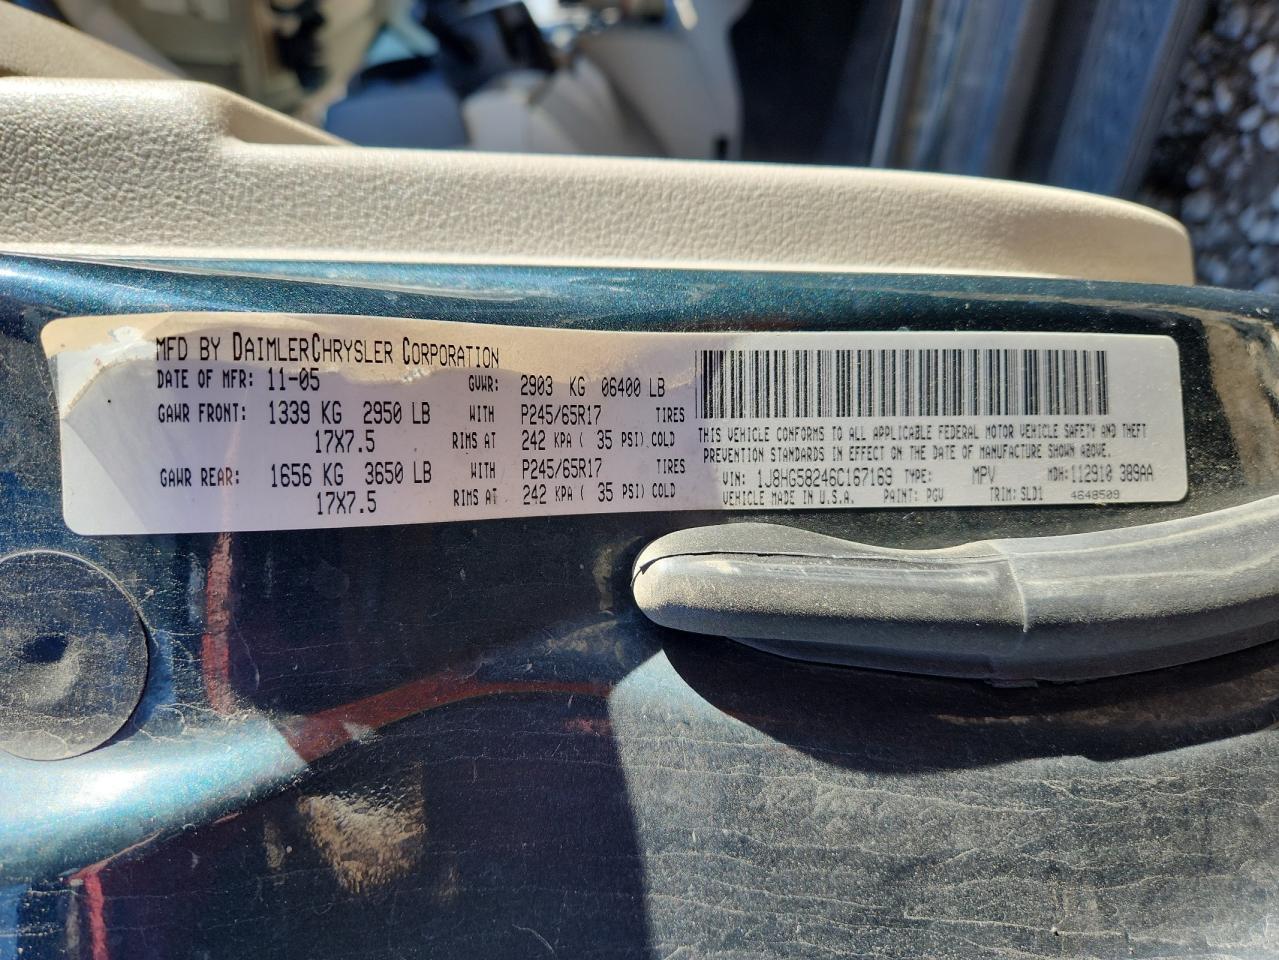 MFD BY DAIMLERCHRYSLER CORPORATION
DATE OF MFR: 11-05 GVWR: 2903 KG 06400 LB
GAWR FRONT: 1339 KG 2950 LB WITH P245/65R17 TIRES
17X7.5 RIMS AT 242 KPA ( 35 PSI) COLD
GAWR REAR: 1656 KG 3650 LB WITH P245/65R17 TIRES
17X7.5 RIMS AT 242 KPA ( 35 PSI) COLD
THIS VEHICLE CONFORMS TO ALL APPLICABLE FEDERAL MOTOR VEHICLE SAFETY AND THEFT
PREVENTION STANDARDS IN EFFECT ON THE DATE OF MANUFACTURE SHOWN ABOVE.
VIN: 1J8HG58246C167169 TYPE: MPV MDH: 112910 389AA
VEHICLE MADE IN U.S.A. PAINT: PGV TRIM: SLD1 4648509